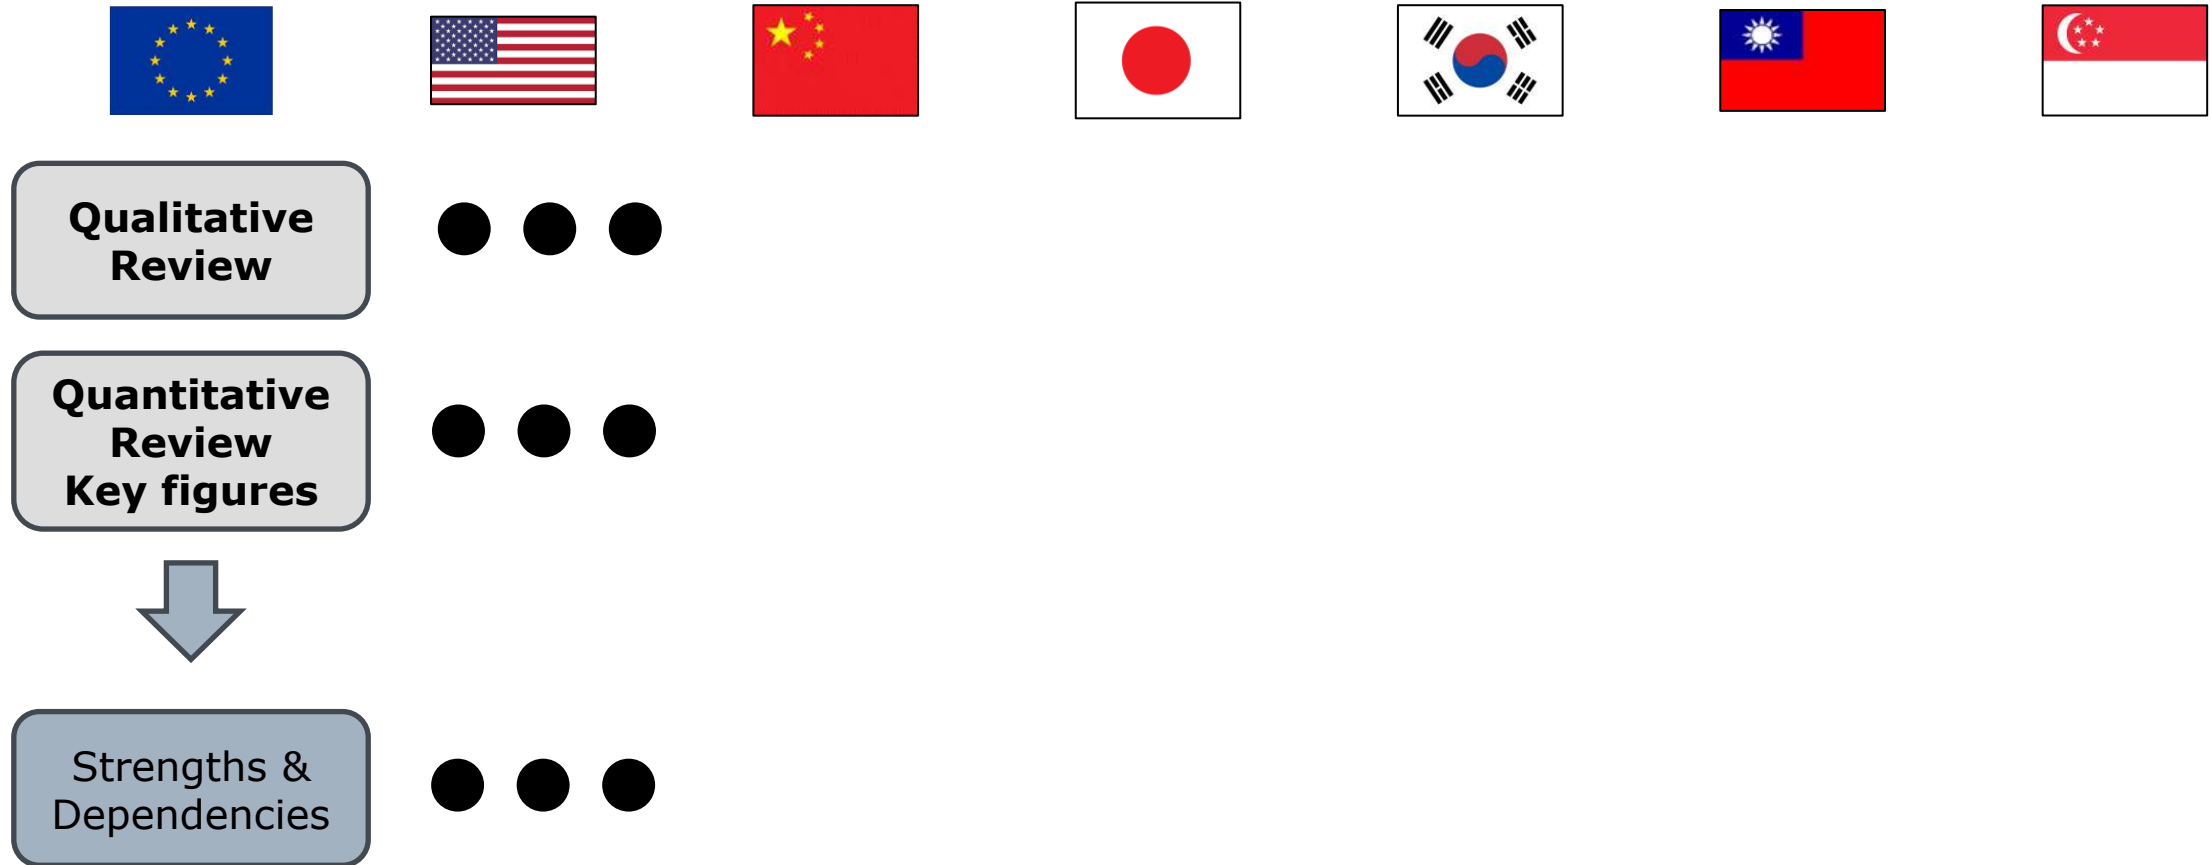 Qualitative
Review
Quantitative
Review
Key figures
Strengths &
Dependencies